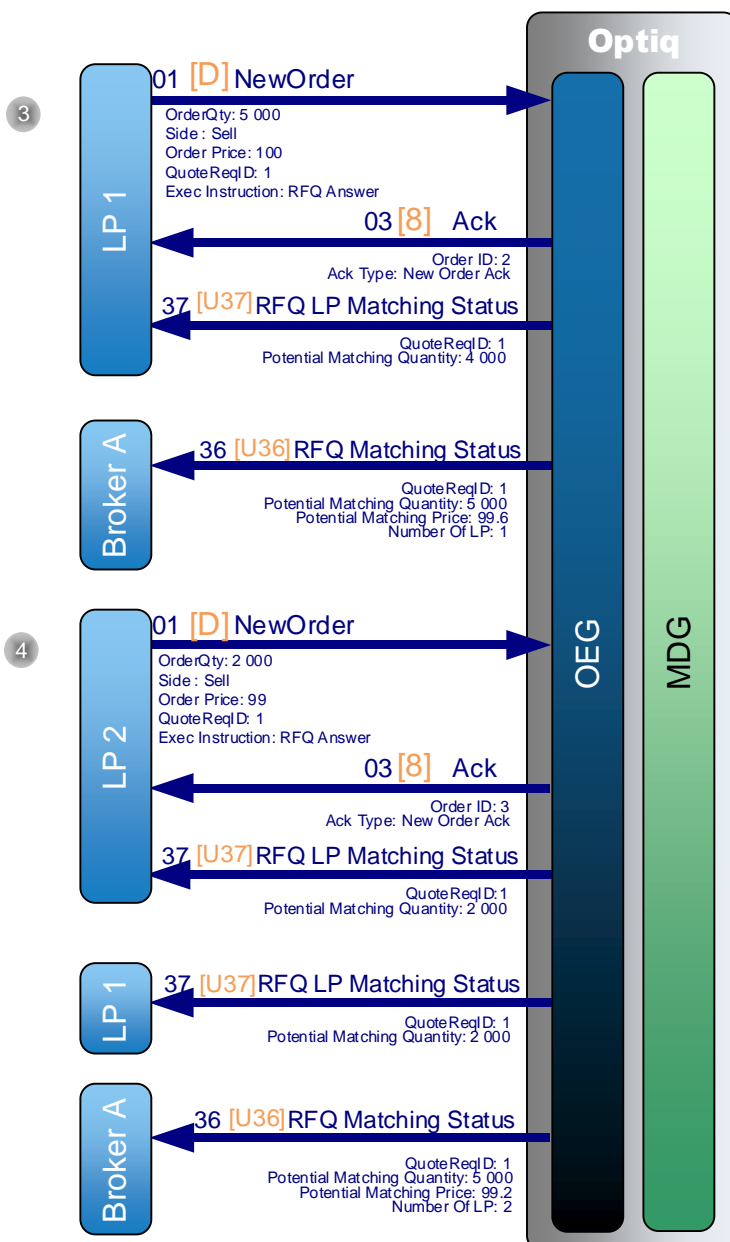 Optiq
3
LP 1
01 [D] NewOrder
OrderQty: 5 000
Side : Sell
Order Price: 100
QuoteReqID: 1
Exec Instruction: RFQ Answer
03 [8] Ack
Order ID: 2
Ack Type: New Order Ack
37 [U37] RFQ LP Matching Status
QuoteReqID: 1
Potential Matching Quantity: 4 000
Broker A
36 [U36] RFQ Matching Status
QuoteReqID: 1
Potential Matching Quantity: 5 000
Potential Matching Price: 99.6
Number Of LP: 1
4
LP 2
01 [D] NewOrder
OrderQty: 2 000
Side : Sell
Order Price: 99
QuoteReqID: 1
Exec Instruction: RFQ Answer
03 [8] Ack
Order ID: 3
Ack Type: New Order Ack
37 [U37] RFQ LP Matching Status
QuoteReqID:1
Potential Matching Quantity: 2 000
LP 1
37 [U37] RFQ LP Matching Status
QuoteReqID: 1
Potential Matching Quantity: 2 000
Broker A
36 [U36] RFQ Matching Status
QuoteReqID: 1
Potential Matching Quantity: 5 000
Potential Matching Price: 99.2
Number Of LP: 2
OEG
MDG